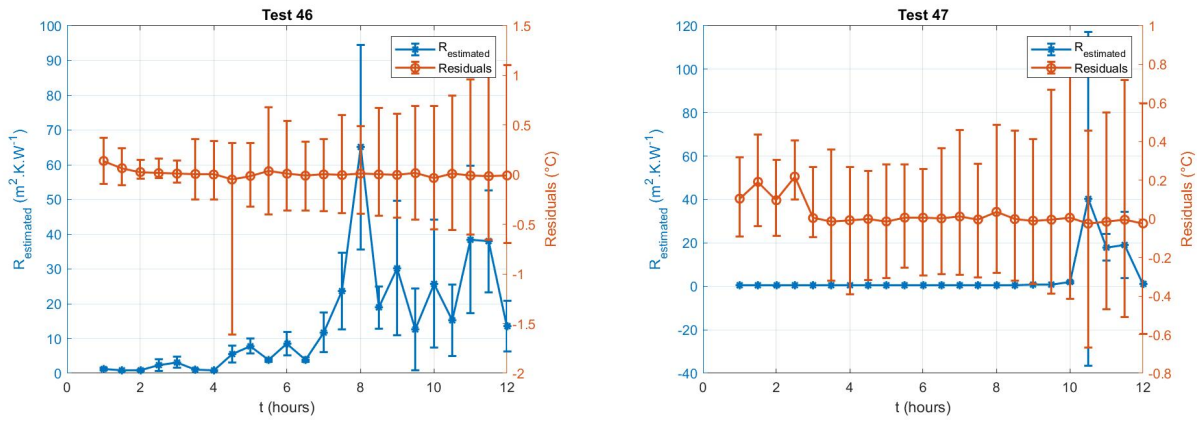 Test 46
100
90
80
70
60
50
40
30
20
10
0
R_estimated (m².K.W⁻¹)
1.5
1
0.5
0
-0.5
-1
-1.5
-2
Residuals (°C)
R_estimated
Residuals
0 2 4 6 8 10 12
t (hours)
Test 47
120
100
80
60
40
20
0
-20
-40
R_estimated (m².K.W⁻¹)
1
0.8
0.6
0.4
0.2
0
-0.2
-0.4
-0.6
-0.8
Residuals (°C)
R_estimated
Residuals
0 2 4 6 8 10 12
t (hours)